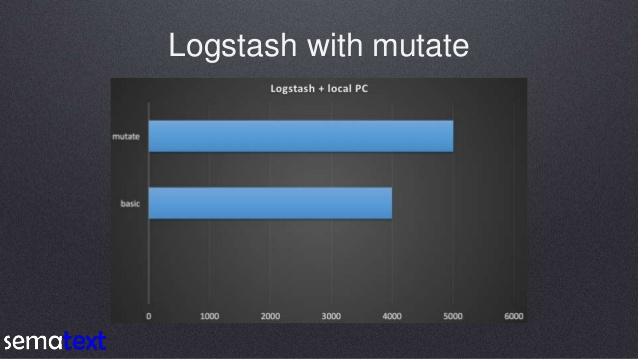 Logstash with mutate
Logstash + local PC
mutate
basic
0 1000 2000 3000 4000 5000 6000
sematext